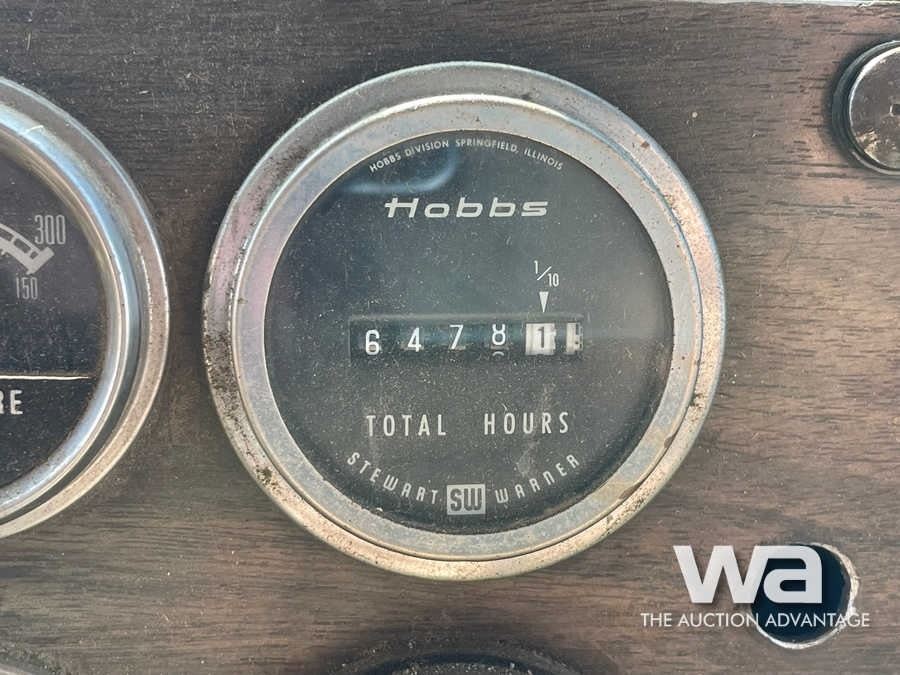 HOBBS DIVISION SPRINGFIELD, ILLINOIS
Hobbs
1/10
6 4 7 8 1
TOTAL HOURS
STEWART SW WARNER
300
150
RE
wa
THE AUCTION ADVANTAGE